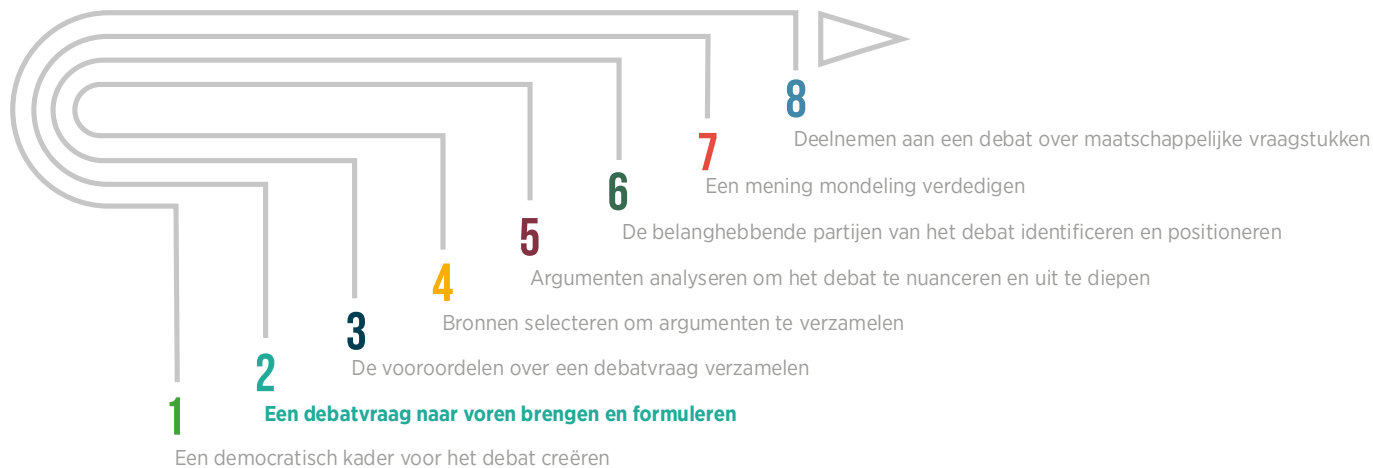 8
Deelnemen aan een debat over maatschappelijke vraagstukken
7
Een mening mondeling verdedigen
6
De belanghebbende partijen van het debat identificeren en positioneren
5
Argumenten analyseren om het debat te nuanceren en uit te diepen
4
Bronnen selecteren om argumenten te verzamelen
3
De vooroordelen over een debatvraag verzamelen
2
Een debatvraag naar voren brengen en formuleren
1
Een democratisch kader voor het debat creëren